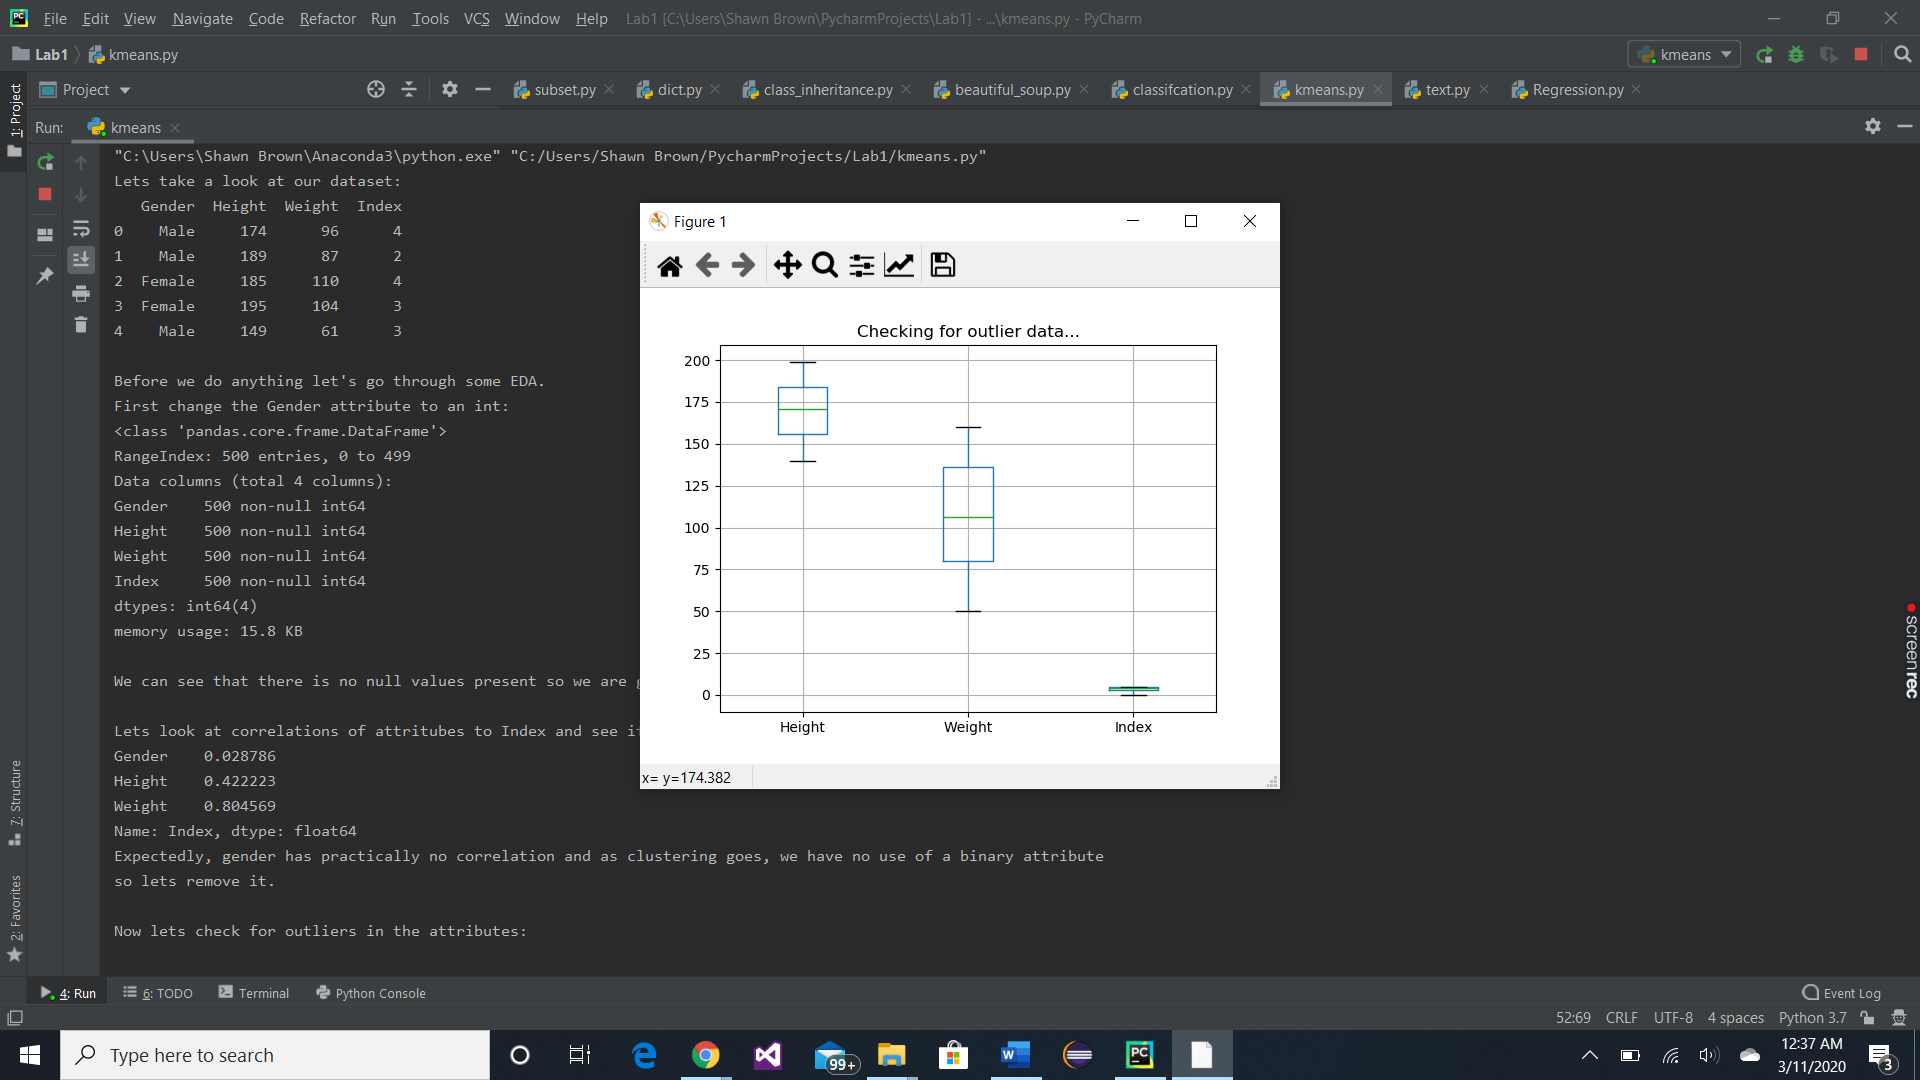 File Edit View Navigate Code Refactor Run Tools VCS Window Help Lab1 [C:\Users\Shawn Brown\PycharmProjects\Lab1] - ...\kmeans.py - PyCharm
Lab1 kmeans.py kmeans
1: Project
Project subset.py dict.py class_inheritance.py beautiful_soup.py classifcation.py kmeans.py text.py Regression.py
Run: kmeans
"C:\Users\Shawn Brown\Anaconda3\python.exe" "C:/Users/Shawn Brown/PycharmProjects/Lab1/kmeans.py"
Lets take a look at our dataset:
Gender Height Weight Index
0 Male 174 96 4
1 Male 189 87 2
2 Female 185 110 4
3 Female 195 104 3
4 Male 149 61 3
Before we do anything let's go through some EDA.
First change the Gender attribute to an int:
<class 'pandas.core.frame.DataFrame'>
RangeIndex: 500 entries, 0 to 499
Data columns (total 4 columns):
Gender 500 non-null int64
Height 500 non-null int64
Weight 500 non-null int64
Index 500 non-null int64
dtypes: int64(4)
memory usage: 15.8 KB
We can see that there is no null values present so we are
Lets look at correlations of attritubes to Index and see
Gender 0.028786
Height 0.422223
Weight 0.804569
Name: Index, dtype: float64
Expectedly, gender has practically no correlation and as clustering goes, we have no use of a binary attribute
so lets remove it.
Now lets check for outliers in the attributes:
Figure 1
Checking for outlier data...
200
175
150
125
100
75
50
25
0
Height Weight Index
x= y=174.382
screenrec
7: Structure
2: Favorites
4: Run 6: TODO Terminal Python Console Event Log
52:69 CRLF UTF-8 4 spaces Python 3.7
Type here to search
99+
12:37 AM
3/11/2020
3